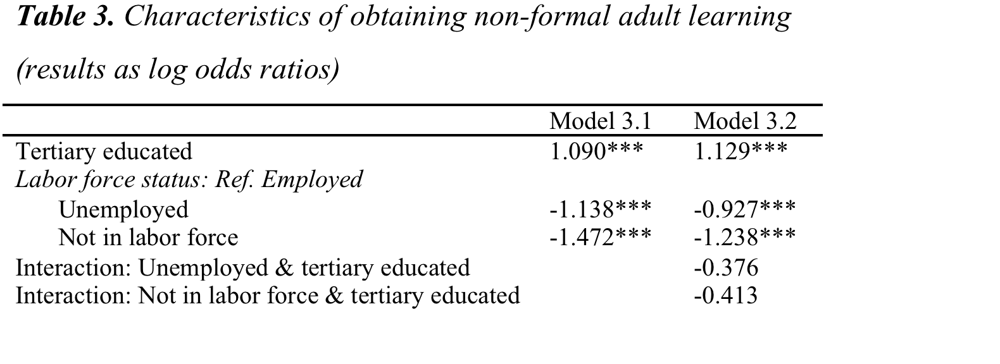 Table 3. Characteristics of obtaining non-formal adult learning
(results as log odds ratios)
Model 3.1 Model 3.2
Tertiary educated 1.090*** 1.129***
Labor force status: Ref. Employed
Unemployed -1.138*** -0.927***
Not in labor force -1.472*** -1.238***
Interaction: Unemployed & tertiary educated -0.376
Interaction: Not in labor force & tertiary educated -0.413